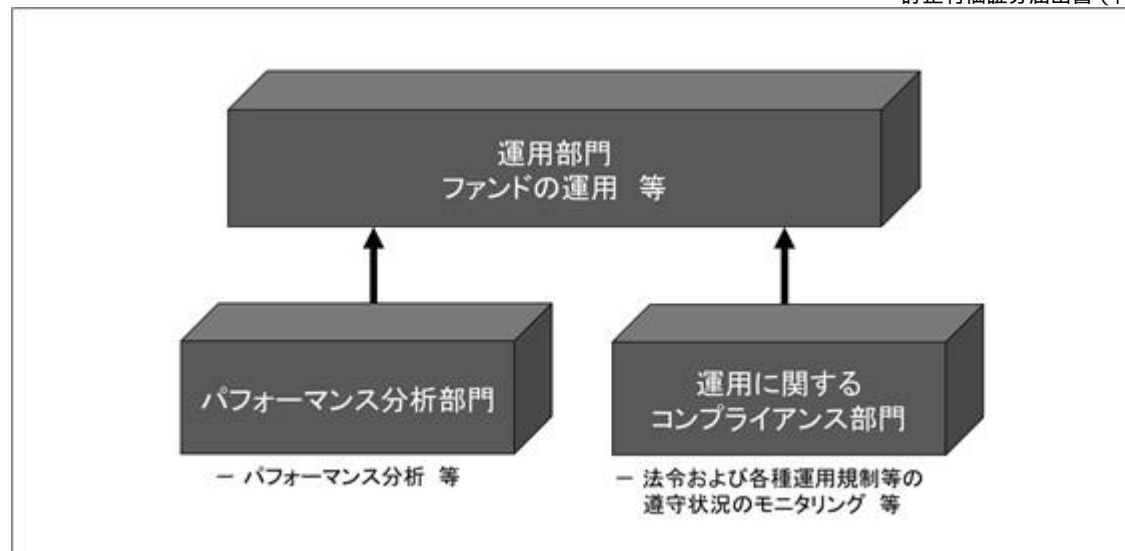 運用部門
ファンドの運用 等
パフォーマンス分析部門
運用に関する
コンプライアンス部門
－ パフォーマンス分析 等
－ 法令および各種運用規制等の
遵守状況のモニタリング 等